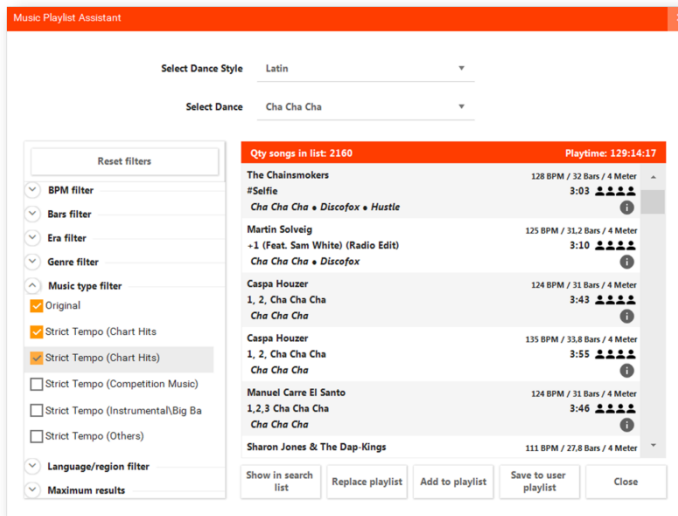 Music Playlist Assistant
Select Dance Style
Latin
Select Dance
Cha Cha Cha
Reset filters
BPM filter
Bars filter
Era filter
Genre filter
Music type filter
Original
Strict Tempo (Chart Hits
Strict Tempo (Chart Hits)
Strict Tempo (Competition Music)
Strict Tempo (Instrumental\Big Ba
Strict Tempo (Others)
Language/region filter
Maximum results
Qty songs in list: 2160 Playtime: 129:14:17
The Chainsmokers 128 BPM / 32 Bars / 4 Meter
#Selfie 3:03
Cha Cha Cha • Discofox • Hustle
Martin Solveig 125 BPM / 31,2 Bars / 4 Meter
+1 (Feat. Sam White) (Radio Edit) 3:10
Cha Cha Cha • Discofox
Caspa Houzer 124 BPM / 31 Bars / 4 Meter
1, 2, Cha Cha Cha 3:43
Cha Cha Cha
Caspa Houzer 135 BPM / 33,8 Bars / 4 Meter
1, 2, Cha Cha Cha 3:55
Cha Cha Cha
Manuel Carre El Santo 124 BPM / 31 Bars / 4 Meter
1,2,3 Cha Cha Cha 3:46
Cha Cha Cha
Sharon Jones & The Dap-Kings 111 BPM / 27,8 Bars / 4 Meter
Show in search
list
Replace playlist
Add to playlist
Save to user
playlist
Close